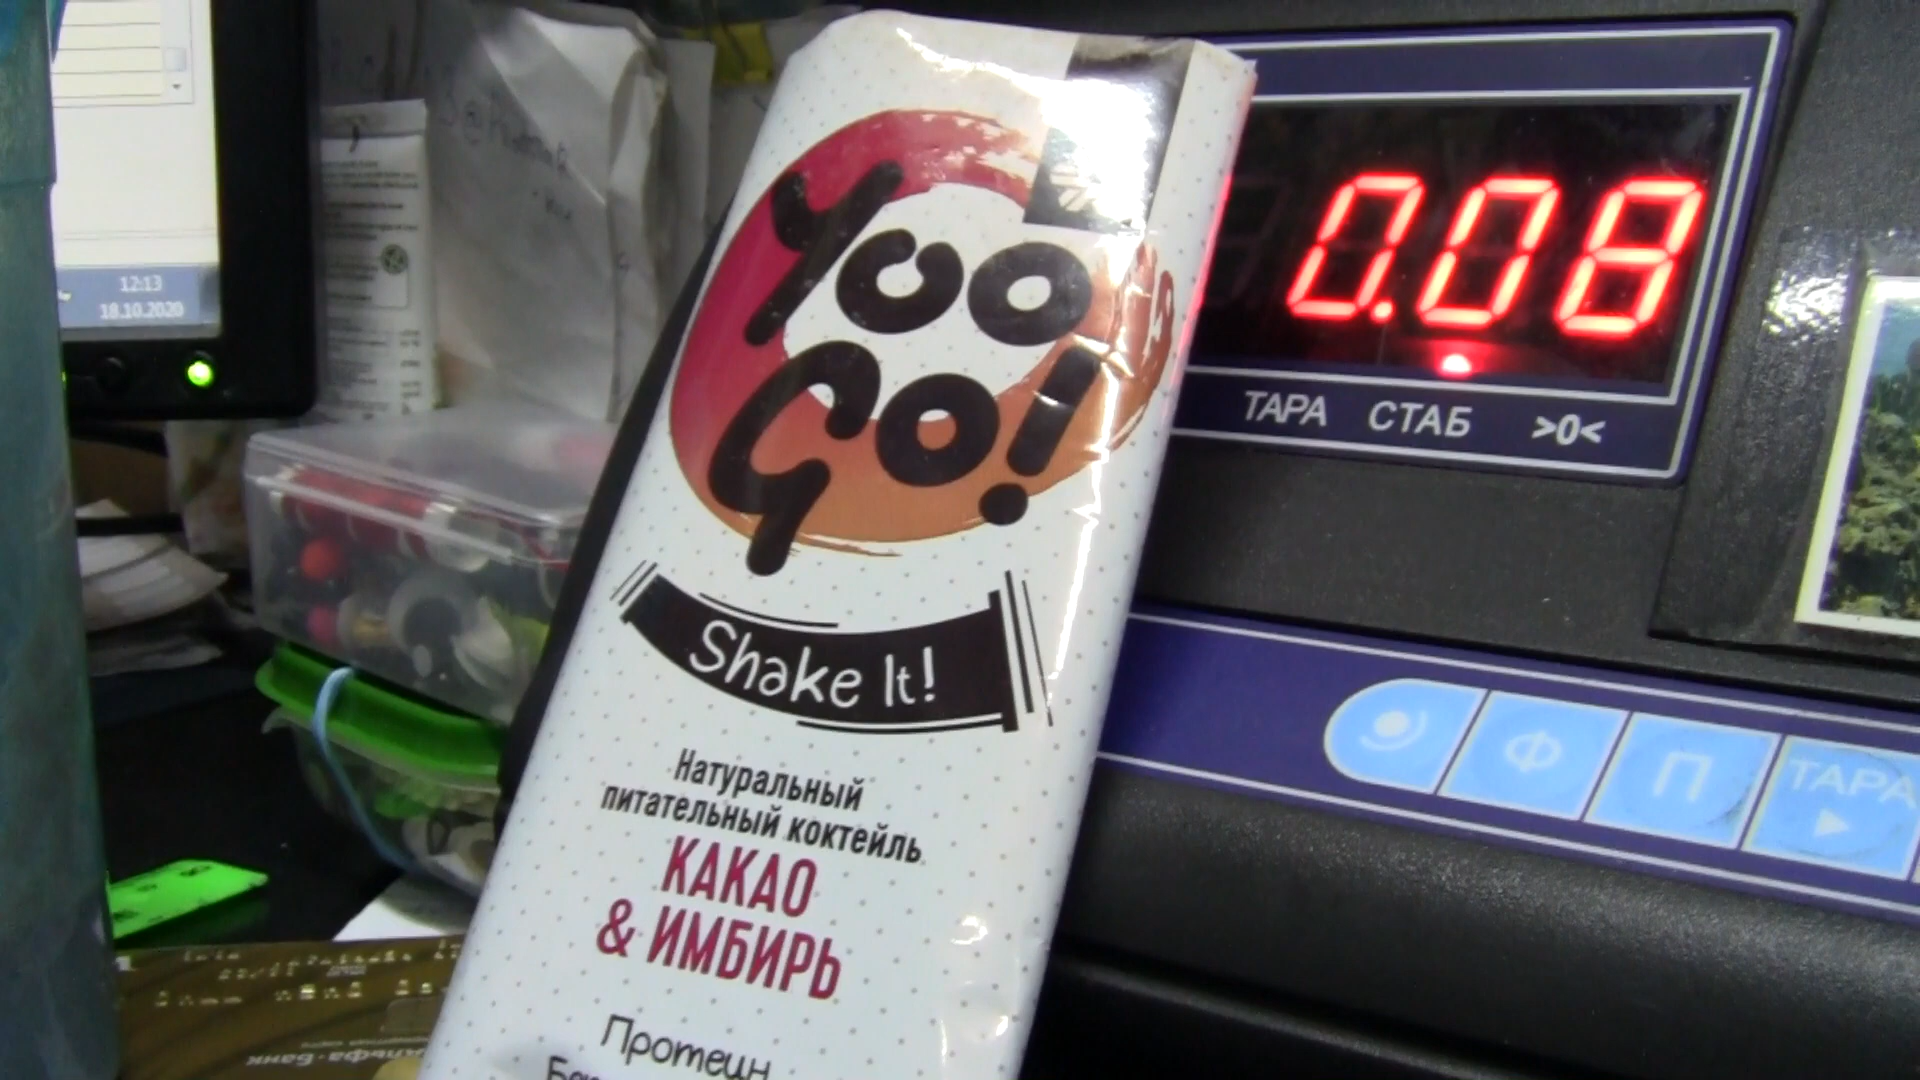 12:13
18.10.2020
Yoo
Go!
Shake It!
Натуральный
питательный коктейль
КАКАО
& ИМБИРЬ
Протеин
0.08
ТАРА СТАБ >0<
Ф П ТАРА